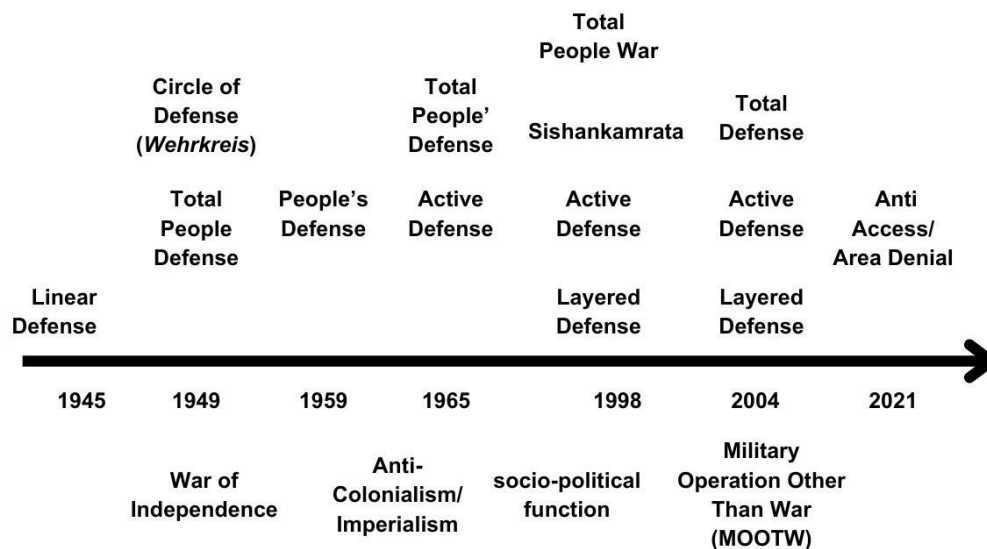 Total
People War
Circle of
Defense
(Wehrkreis)
Total
People'
Defense
Sishankamrata
Total
Defense
Total
People
Defense
People's
Defense
Active
Defense
Active
Defense
Active
Defense
Anti
Access/
Area Denial
Linear
Defense
Layered
Defense
Layered
Defense
1945
1949
1959
1965
1998
2004
2021
War of
Independence
Anti-
Colonialism/
Imperialism
socio-political
function
Military
Operation Other
Than War
(MOOTW)